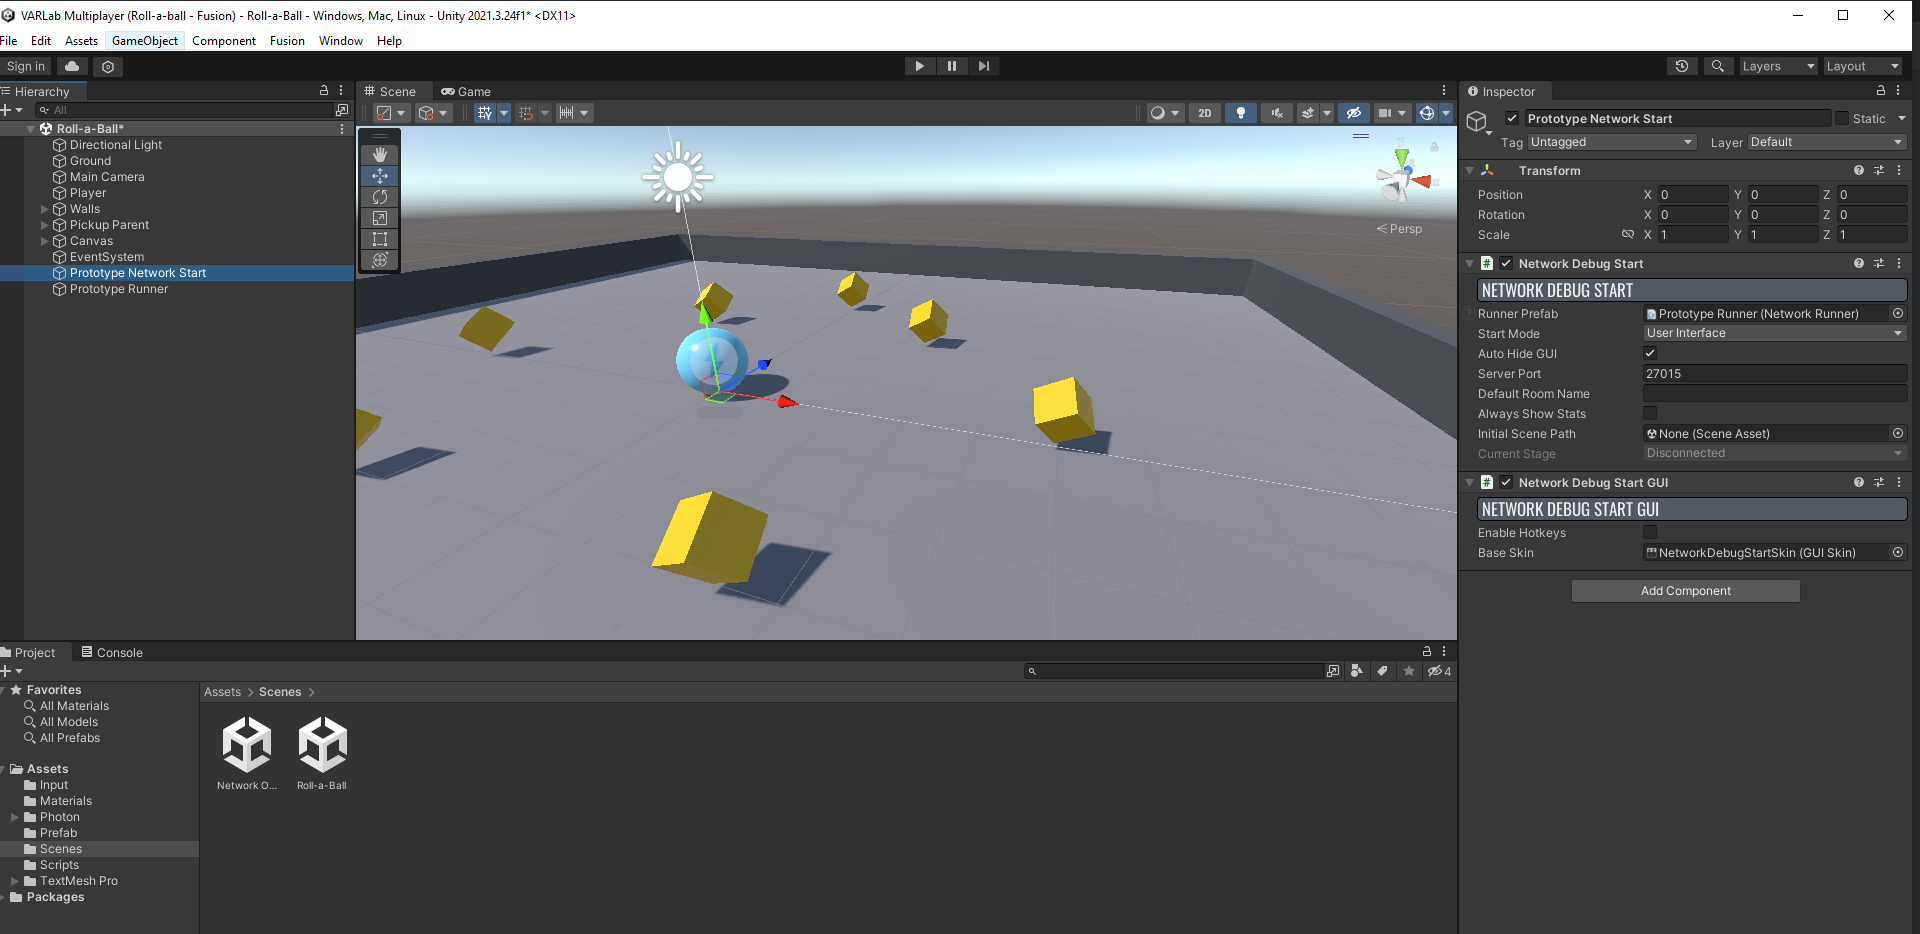 VARLab Multiplayer (Roll-a-ball - Fusion) - Roll-a-Ball - Windows, Mac, Linux - Unity 2021.3.24f1* <DX11>
File Edit Assets GameObject Component Fusion Window Help
Sign in
Layers Layout
Hierarchy
All
Roll-a-Ball*
Directional Light
Ground
Main Camera
Player
Walls
Pickup Parent
Canvas
EventSystem
Prototype Network Start
Prototype Runner
Scene Game
2D
Persp
Inspector
Prototype Network Start Static
Tag Untagged Layer Default
Transform
Position X 0 Y 0 Z 0
Rotation X 0 Y 0 Z 0
Scale X 1 Y 1 Z 1
Network Debug Start
NETWORK DEBUG START
Runner Prefab Prototype Runner (Network Runner)
Start Mode User Interface
Auto Hide GUI
Server Port 27015
Default Room Name
Always Show Stats
Initial Scene Path None (Scene Asset)
Current Stage Disconnected
Network Debug Start GUI
NETWORK DEBUG START GUI
Enable Hotkeys
Base Skin NetworkDebugStartSkin (GUI Skin)
Add Component
Project Console
4
Favorites
All Materials
All Models
All Prefabs
Assets
Input
Materials
Photon
Prefab
Scenes
Scripts
TextMesh Pro
Packages
Assets > Scenes >
Network O...
Roll-a-Ball